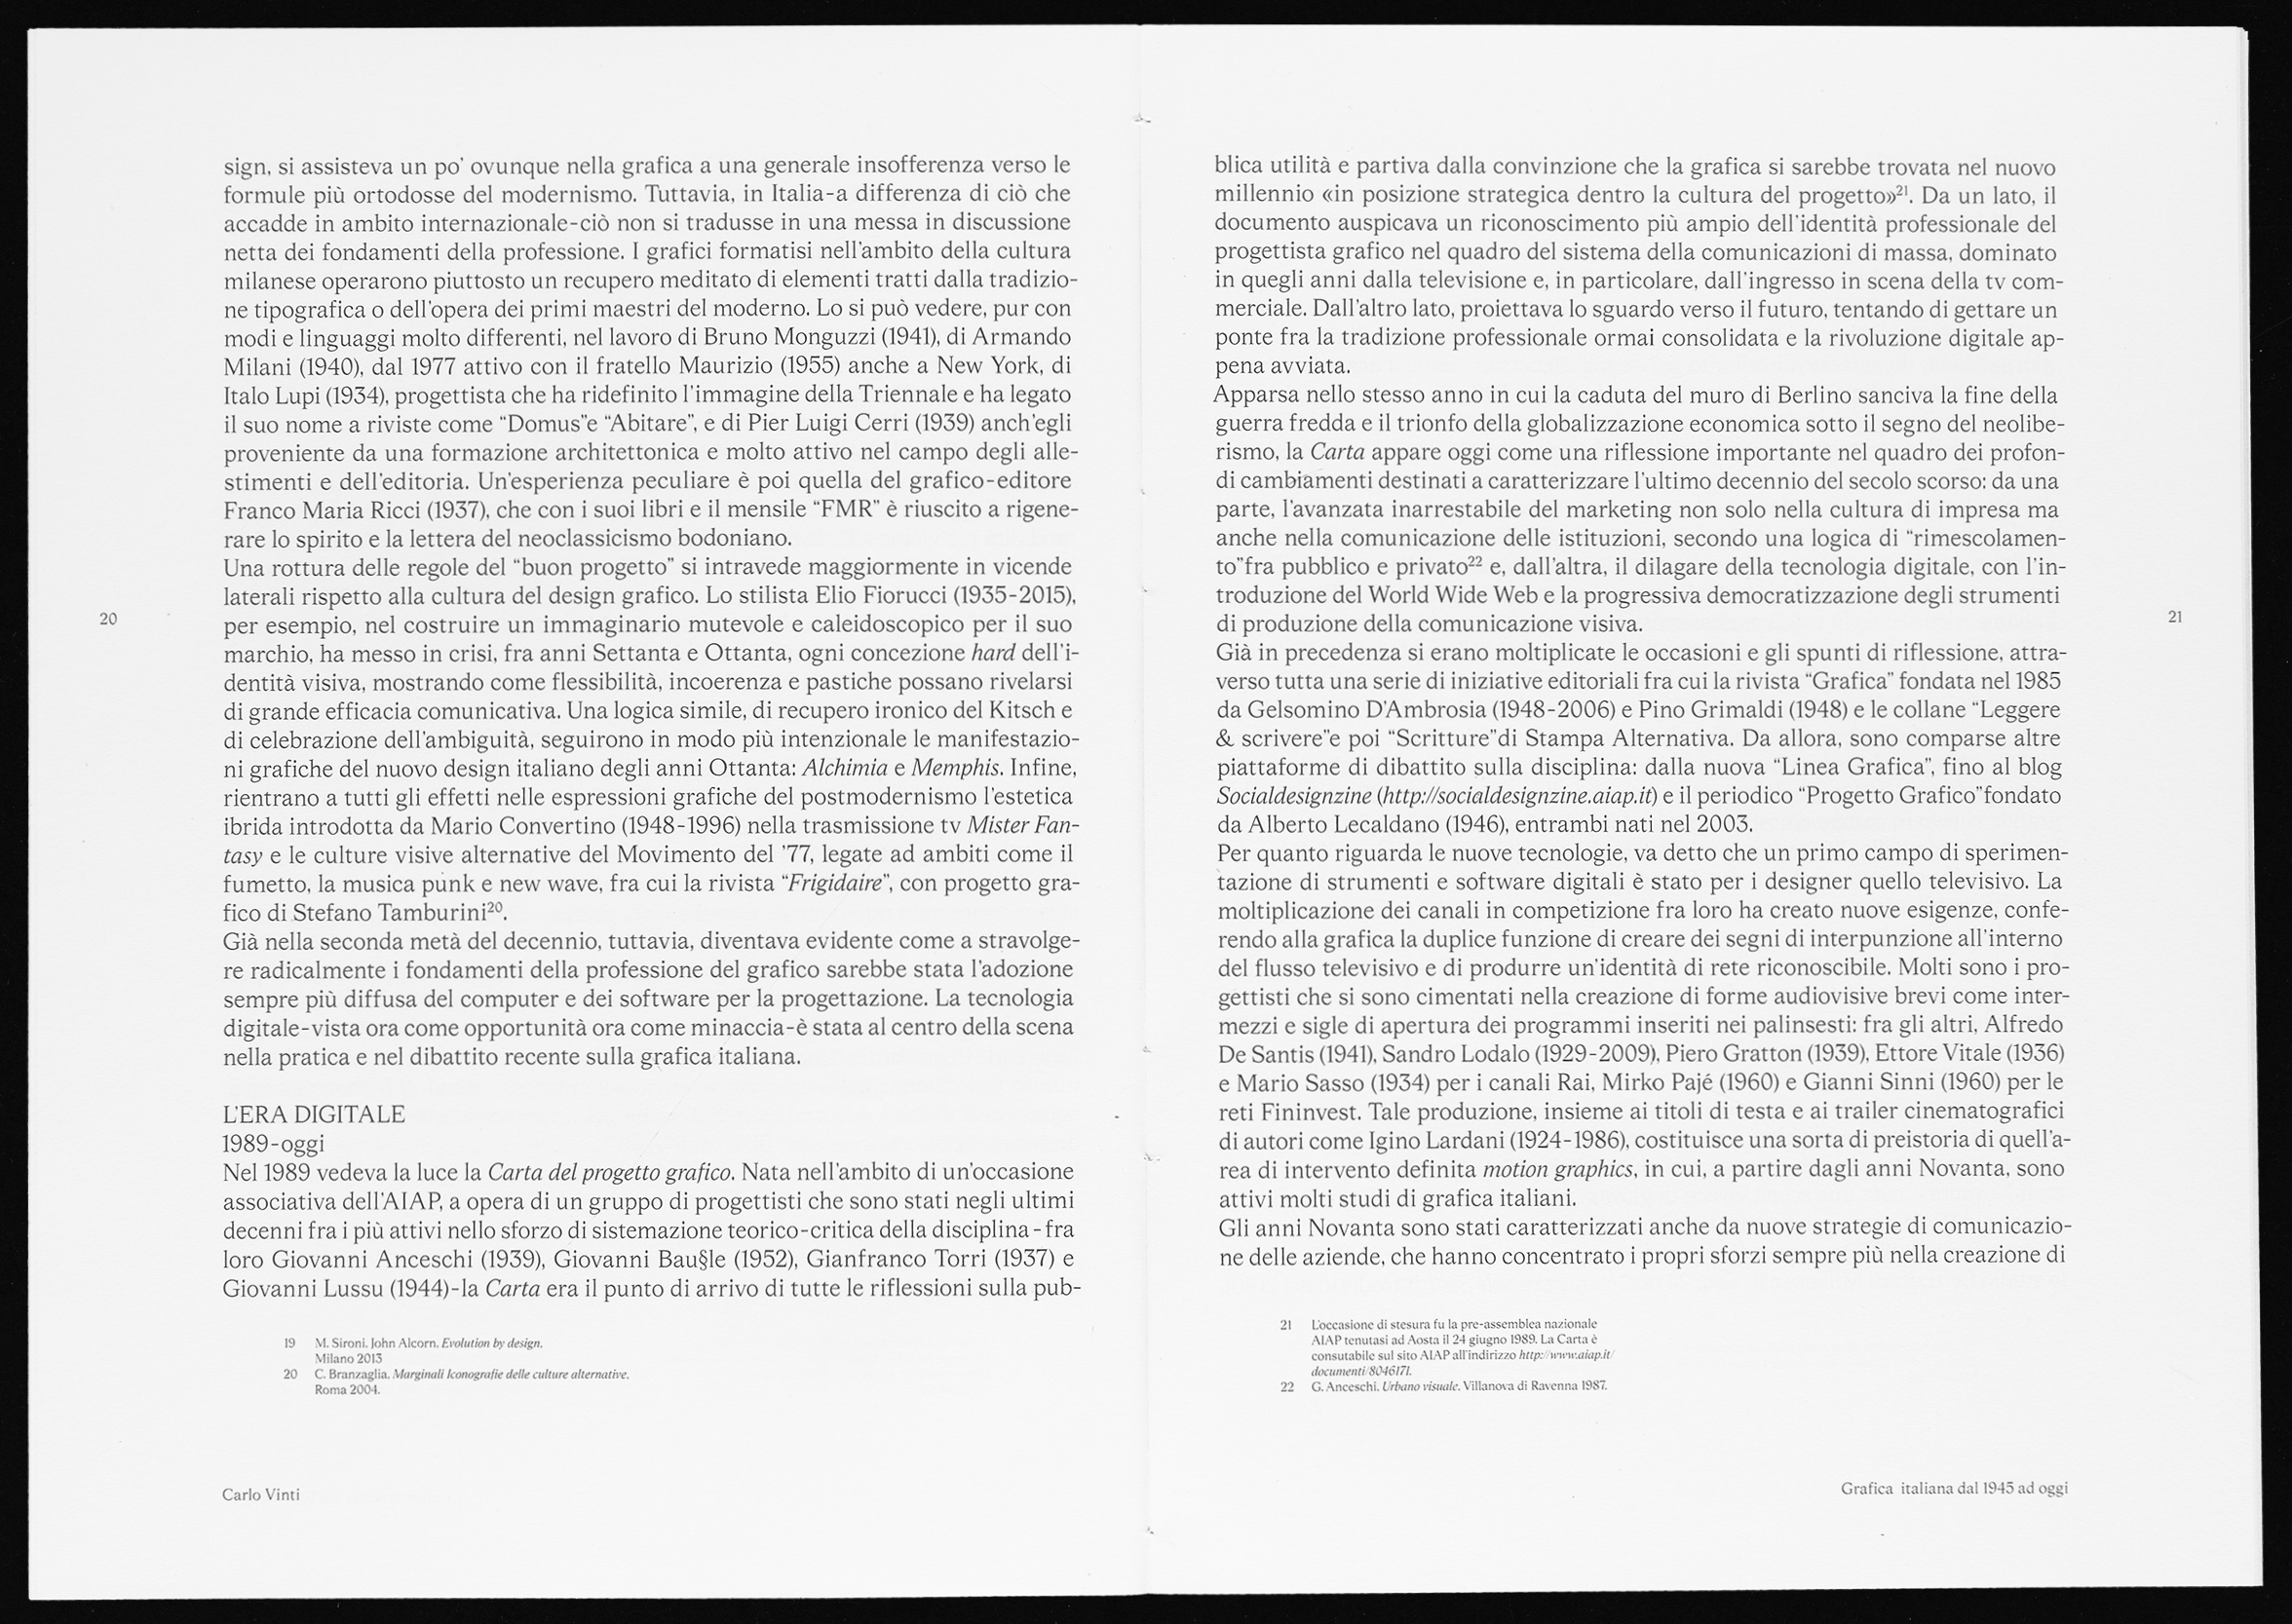 sign, si assisteva un po' ovunque nella grafica a una generale insofferenza verso le
formule più ortodosse del modernismo. Tuttavia, in Italia-a differenza di ciò che
accadde in ambito internazionale-ciò non si tradusse in una messa in discussione
netta dei fondamenti della professione. I grafici formatisi nell'ambito della cultura
milanese operarono piuttosto un recupero meditato di elementi tratti dalla tradizio-
ne tipografica o dell'opera dei primi maestri del moderno. Lo si può vedere, pur con
modi e linguaggi molto differenti, nel lavoro di Bruno Monguzzi (1941), di Armando
Milani (1940), dal 1977 attivo con il fratello Maurizio (1955) anche a New York, di
Italo Lupi (1934), progettista che ha ridefinito l'immagine della Triennale e ha legato
il suo nome a riviste come “Domus”e “Abitare”, e di Pier Luigi Cerri (1939) anch'egli
proveniente da una formazione architettonica e molto attivo nel campo degli alle-
stimenti e dell'editoria. Un'esperienza peculiare è poi quella del grafico-editore
Franco Maria Ricci (1937), che con i suoi libri e il mensile “FMR” è riuscito a rigene-
rare lo spirito e la lettera del neoclassicismo bodoniano.
Una rottura delle regole del “buon progetto” si intravede maggiormente in vicende
laterali rispetto alla cultura del design grafico. Lo stilista Elio Fiorucci (1935-2015),
per esempio, nel costruire un immaginario mutevole e caleidoscopico per il suo
marchio, ha messo in crisi, fra anni Settanta e Ottanta, ogni concezione hard dell'i-
dentità visiva, mostrando come flessibilità, incoerenza e pastiche possano rivelarsi
di grande efficacia comunicativa. Una logica simile, di recupero ironico del Kitsch e
di celebrazione dell'ambiguità, seguirono in modo più intenzionale le manifestazio-
ni grafiche del nuovo design italiano degli anni Ottanta: Alchimia e Memphis. Infine,
rientrano a tutti gli effetti nelle espressioni grafiche del postmodernismo l'estetica
ibrida introdotta da Mario Convertino (1948-1996) nella trasmissione tv Mister Fan-
tasy e le culture visive alternative del Movimento del '77, legate ad ambiti come il
fumetto, la musica punk e new wave, fra cui la rivista “Frigidaire”, con progetto gra-
fico di Stefano Tamburini20.
Già nella seconda metà del decennio, tuttavia, diventava evidente come a stravolge-
re radicalmente i fondamenti della professione del grafico sarebbe stata l'adozione
sempre più diffusa del computer e dei software per la progettazione. La tecnologia
digitale-vista ora come opportunità ora come minaccia-è stata al centro della scena
nella pratica e nel dibattito recente sulla grafica italiana.
L'ERA DIGITALE
1989-oggi
Nel 1989 vedeva la luce la Carta del progetto grafico. Nata nell'ambito di un'occasione
associativa dell'AIAP, a opera di un gruppo di progettisti che sono stati negli ultimi
decenni fra i più attivi nello sforzo di sistemazione teorico-critica della disciplina-fra
loro Giovanni Anceschi (1939), Giovanni Bau§le (1952), Gianfranco Torri (1937) e
Giovanni Lussu (1944)-la Carta era il punto di arrivo di tutte le riflessioni sulla pub-
19 M. Sironi, John Alcorn. Evolution by design,
Milano 2013
20 C. Branzaglia, Marginali Iconografie delle culture alternative,
Roma 2004.
Carlo Vinti
20
blica utilità e partiva dalla convinzione che la grafica si sarebbe trovata nel nuovo
millennio «in posizione strategica dentro la cultura del progetto»21. Da un lato, il
documento auspicava un riconoscimento più ampio dell'identità professionale del
progettista grafico nel quadro del sistema della comunicazioni di massa, dominato
in quegli anni dalla televisione e, in particolare, dall'ingresso in scena della tv com-
merciale. Dall'altro lato, proiettava lo sguardo verso il futuro, tentando di gettare un
ponte fra la tradizione professionale ormai consolidata e la rivoluzione digitale ap-
pena avviata.
Apparsa nello stesso anno in cui la caduta del muro di Berlino sanciva la fine della
guerra fredda e il trionfo della globalizzazione economica sotto il segno del neolibe-
rismo, la Carta appare oggi come una riflessione importante nel quadro dei profon-
di cambiamenti destinati a caratterizzare l'ultimo decennio del secolo scorso: da una
parte, l'avanzata inarrestabile del marketing non solo nella cultura di impresa ma
anche nella comunicazione delle istituzioni, secondo una logica di “rimescolamen-
to”fra pubblico e privato22 e, dall'altra, il dilagare della tecnologia digitale, con l'in-
troduzione del World Wide Web e la progressiva democratizzazione degli strumenti
di produzione della comunicazione visiva.
Già in precedenza si erano moltiplicate le occasioni e gli spunti di riflessione, attra-
verso tutta una serie di iniziative editoriali fra cui la rivista “Grafica” fondata nel 1985
da Gelsomino D'Ambrosia (1948-2006) e Pino Grimaldi (1948) e le collane “Leggere
& scrivere”e poi “Scritture”di Stampa Alternativa. Da allora, sono comparse altre
piattaforme di dibattito sulla disciplina: dalla nuova “Linea Grafica”, fino al blog
Socialdesignzine (http://socialdesignzine.aiap.it) e il periodico “Progetto Grafico”fondato
da Alberto Lecaldano (1946), entrambi nati nel 2003.
Per quanto riguarda le nuove tecnologie, va detto che un primo campo di sperimen-
tazione di strumenti e software digitali è stato per i designer quello televisivo. La
moltiplicazione dei canali in competizione fra loro ha creato nuove esigenze, confe-
rendo alla grafica la duplice funzione di creare dei segni di interpunzione all'interno
del flusso televisivo e di produrre un'identità di rete riconoscibile. Molti sono i pro-
gettisti che si sono cimentati nella creazione di forme audiovisive brevi come inter-
mezzi e sigle di apertura dei programmi inseriti nei palinsesti: fra gli altri, Alfredo
De Santis (1941), Sandro Lodalo (1929-2009), Piero Gratton (1939), Ettore Vitale (1936)
e Mario Sasso (1934) per i canali Rai, Mirko Pajé (1960) e Gianni Sinni (1960) per le
reti Fininvest. Tale produzione, insieme ai titoli di testa e ai trailer cinematografici
di autori come Igino Lardani (1924-1986), costituisce una sorta di preistoria di quell'a-
rea di intervento definita motion graphics, in cui, a partire dagli anni Novanta, sono
attivi molti studi di grafica italiani.
Gli anni Novanta sono stati caratterizzati anche da nuove strategie di comunicazio-
ne delle aziende, che hanno concentrato i propri sforzi sempre più nella creazione di
21 L'occasione di stesura fu la pre-assemblea nazionale
AIAP tenutasi ad Aosta il 24 giugno 1989. La Carta è
consutabile sul sito AIAP all'indirizzo http://www.aiap.it/
documenti/8046171.
22 G. Anceschi, Urbano visuale, Villanova di Ravenna 1987.
Grafica italiana dal 1945 ad oggi
21